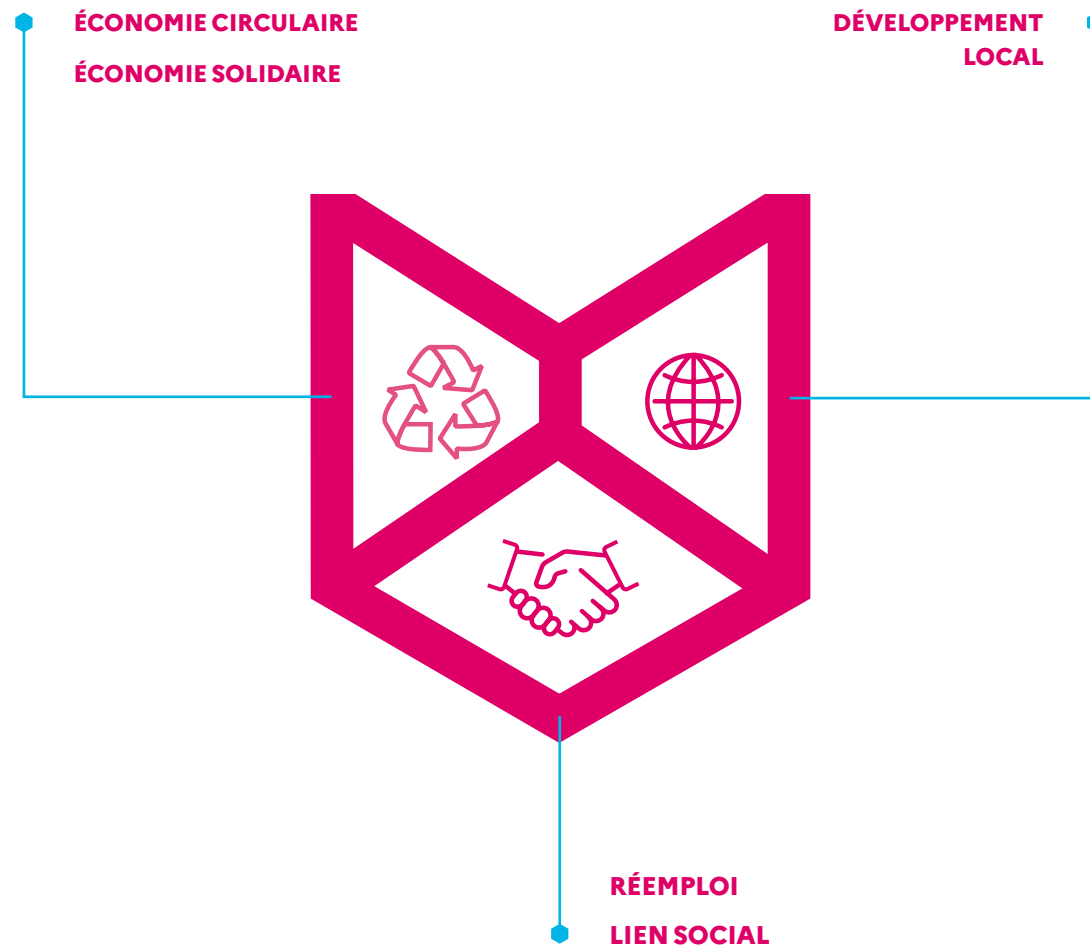 ÉCONOMIE CIRCULAIRE
ÉCONOMIE SOLIDAIRE
DÉVELOPPEMENT
LOCAL
RÉEMPLOI
LIEN SOCIAL